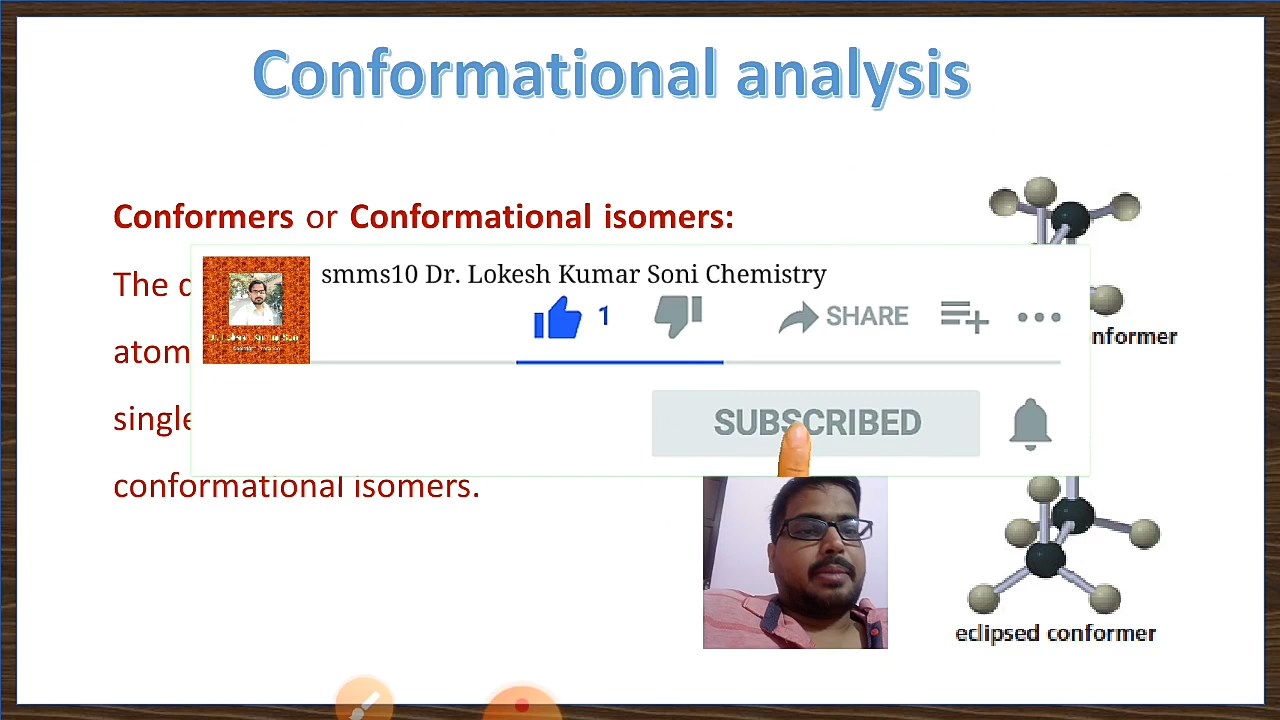 Conformational analysis
Conformers or Conformational isomers:
The
smms10 Dr. Lokesh Kumar Soni Chemistry
1
SHARE
nformer
atom
single
SUBSCRIBED
conformational isomers.
eclipsed conformer